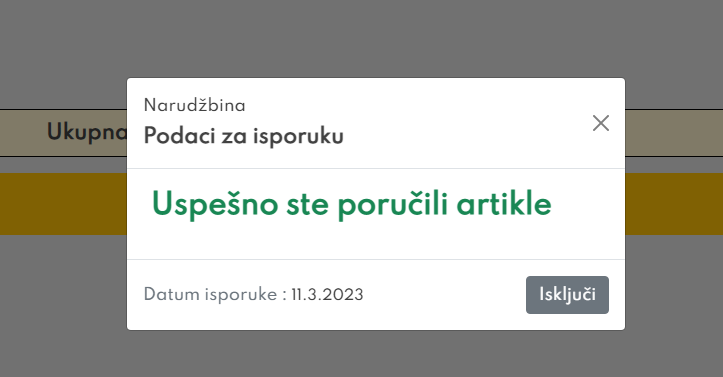 Narudžbina
Podaci za isporuku
Ukupna
Uspešno ste poručili artikle
Datum isporuke : 11.3.2023
Isključi